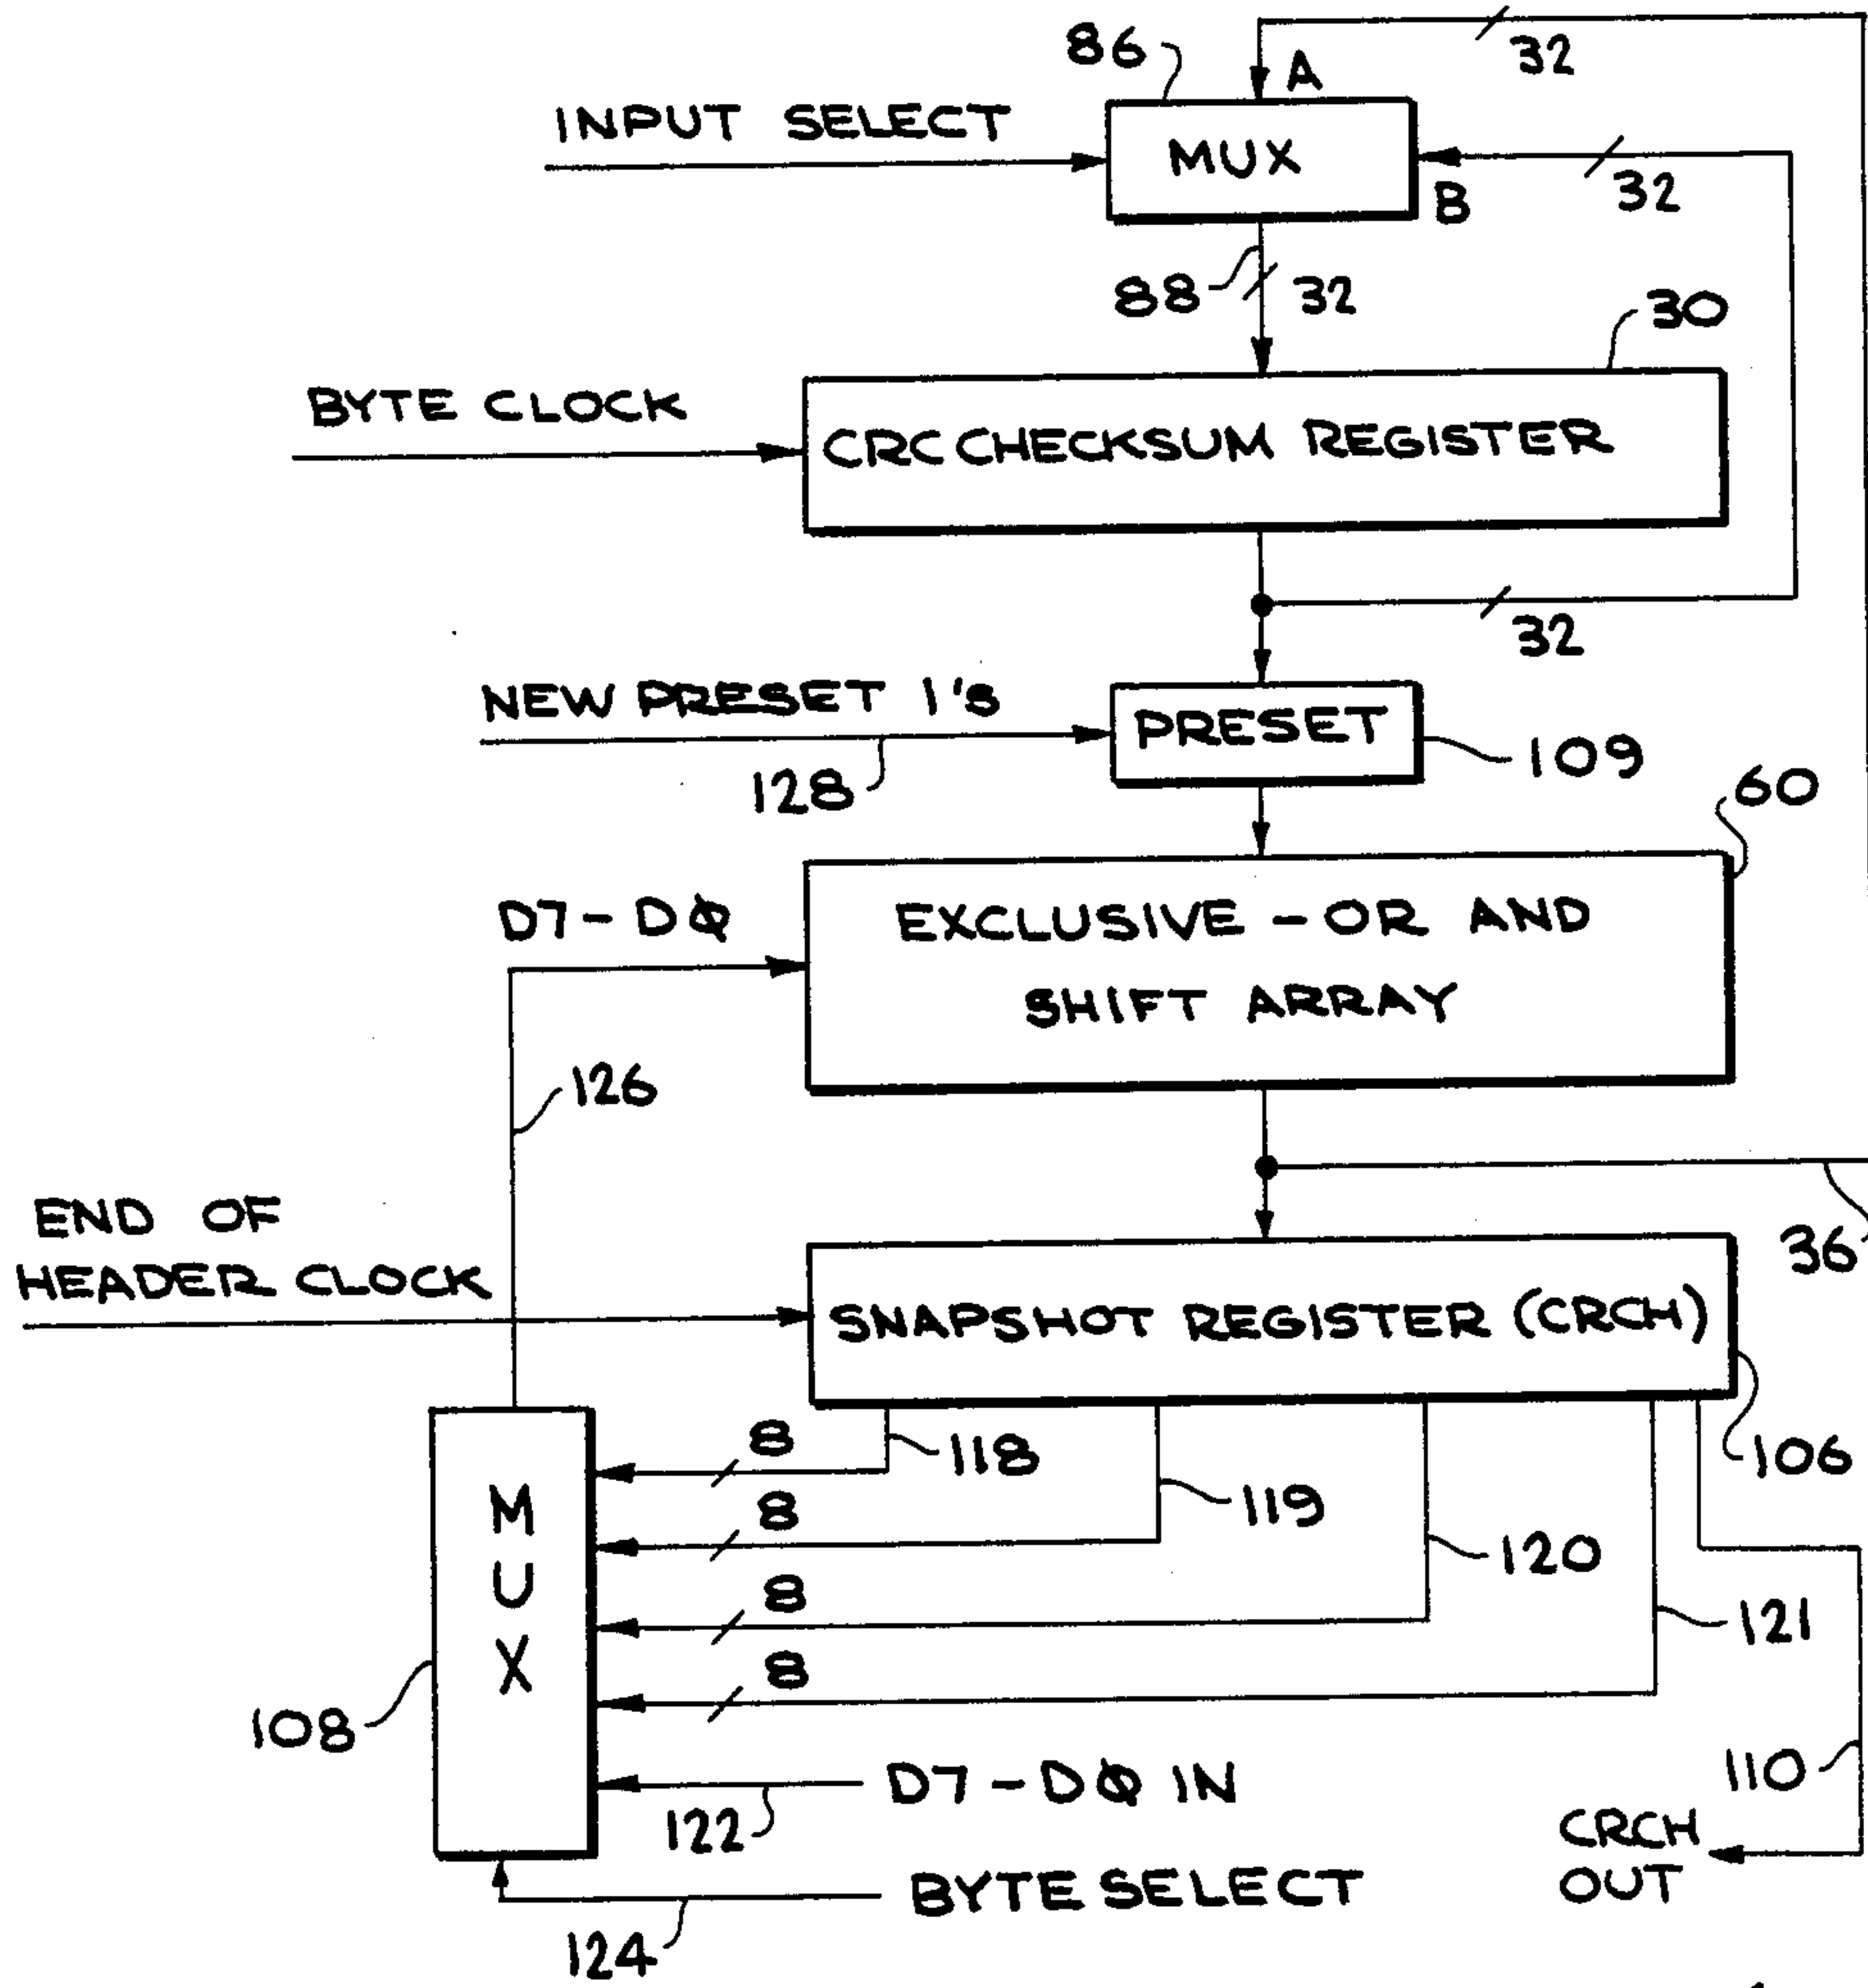 32
86
A
INPUT SELECT
MUX
32
B
88
32
30
BYTE CLOCK
CRC CHECKSUM REGISTER
32
NEW PRESET 1's
PRESET
128
109
60
D7-DØ
EXCLUSIVE-OR AND
SHIFT ARRAY
126
END OF
HEADER CLOCK
36
SNAPSHOT REGISTER (CRCH)
8
118
106
8
119
M
U
X
8
120
8
121
108
D7-DØ IN
110
122
CRCH
OUT
BYTE SELECT
124